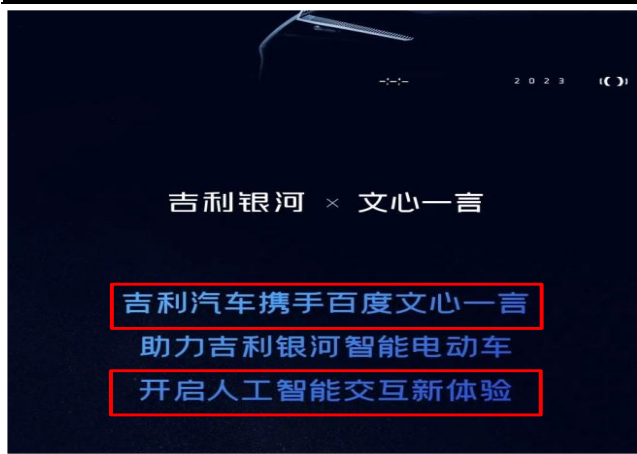 -:-:-
2023
吉利银河 × 文心一言
吉利汽车携手百度文心一言
助力吉利银河智能电动车
开启人工智能交互新体验